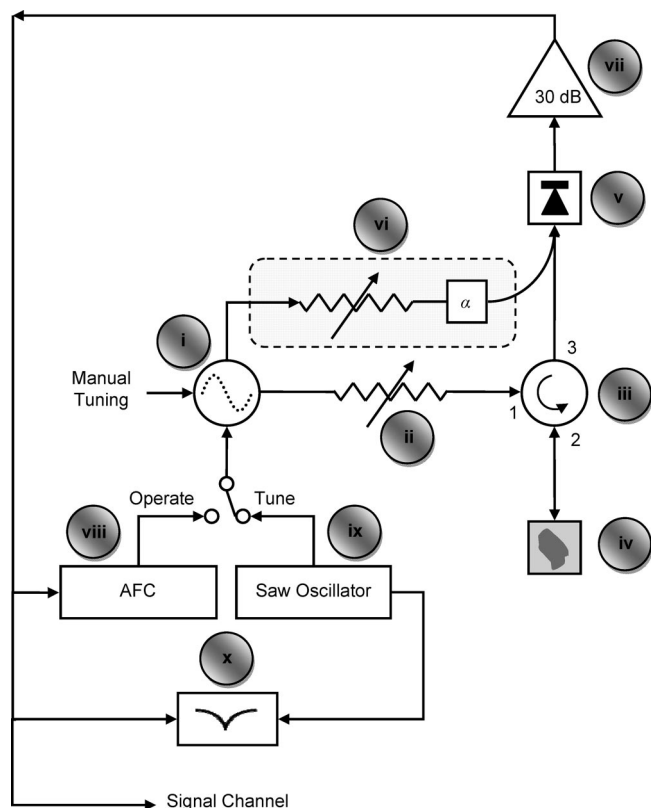 vii
30 dB
v
vi
α
i
3
Manual
Tuning
1
iii
ii
2
Operate
Tune
viii
ix
iv
AFC
Saw Oscillator
x
Signal Channel